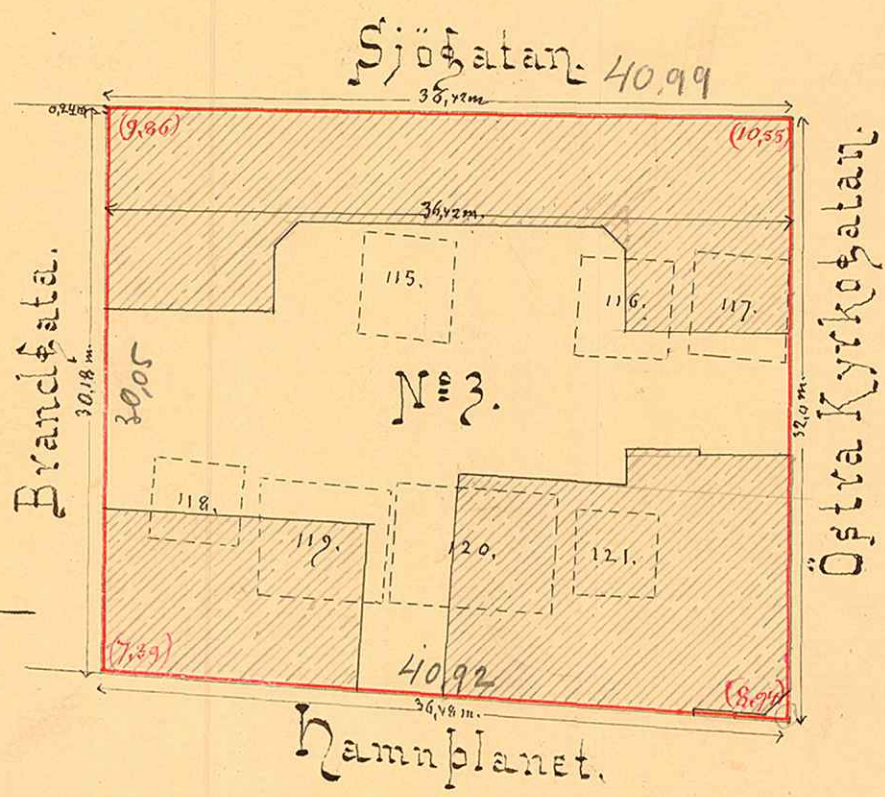 Sjögatan.
40,99
36,42m
0,24m
(9,86)
(10,55)
36,42m.
Brandgata.
Östra Kyrkogatan.
115.
116.
117.
30,18 m.
30,05
No 3.
32,0 m.
118.
119.
120.
121.
(7,39)
40,92
(8,94)
36,48 m.
Hamnplanet.